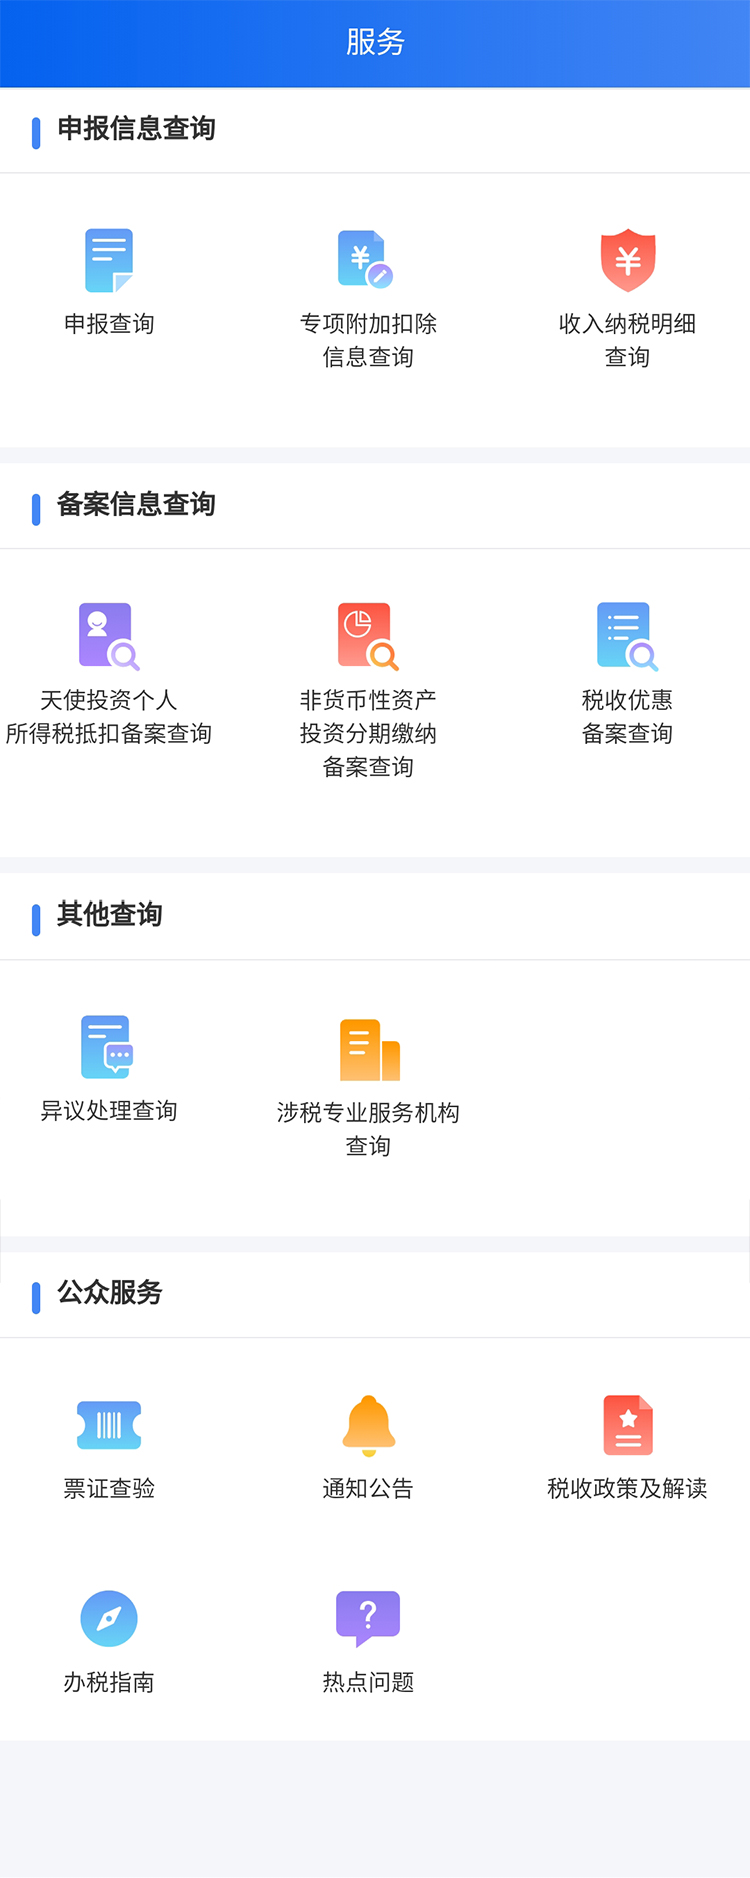 服务
申报信息查询
申报查询
专项附加扣除
信息查询
收入纳税明细
查询
备案信息查询
天使投资个人
所得税抵扣备案查询
非货币性资产
投资分期缴纳
备案查询
税收优惠
备案查询
其他查询
异议处理查询
涉税专业服务机构
查询
公众服务
票证查验
通知公告
税收政策及解读
办税指南
热点问题